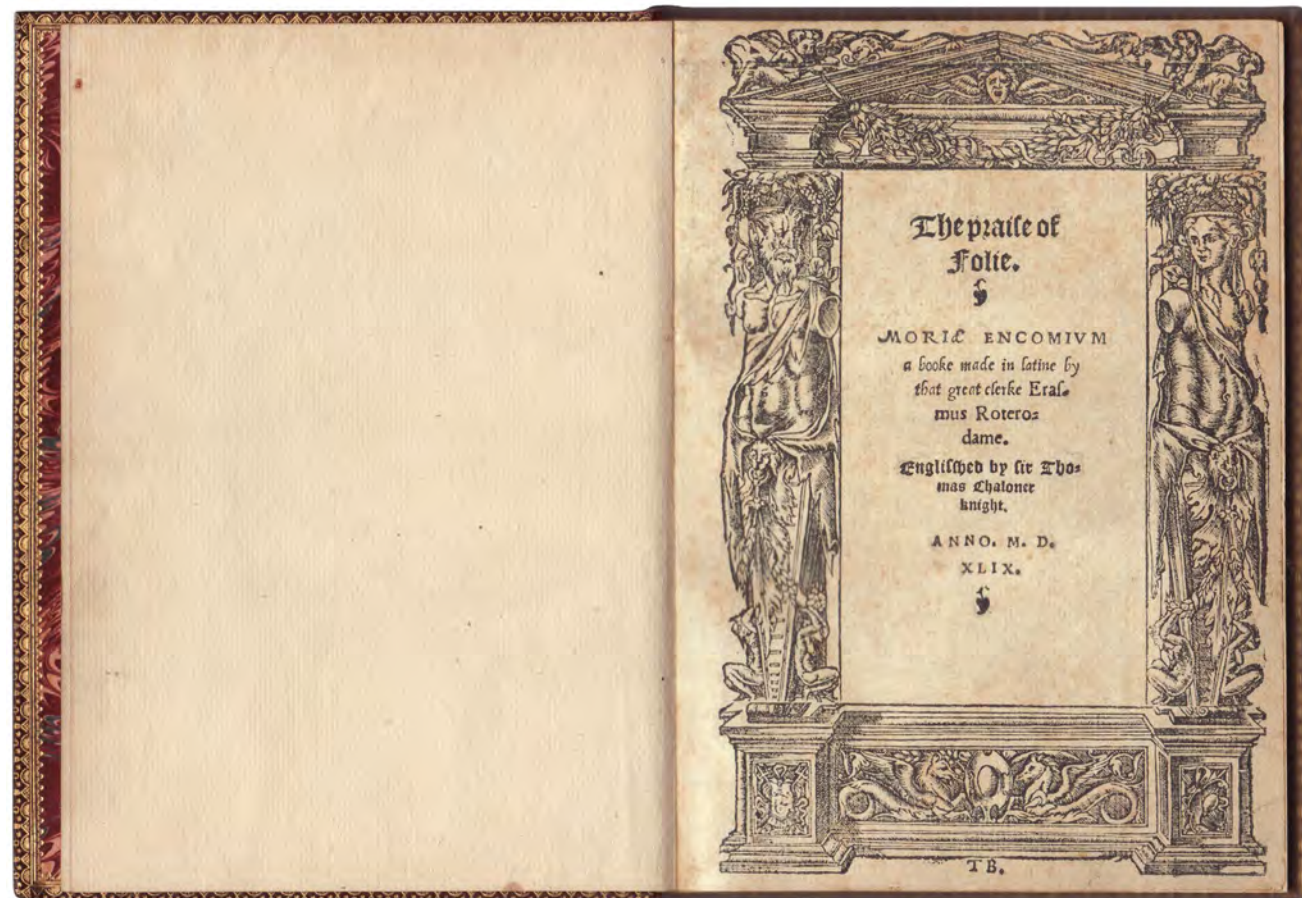 The praiſe of
Folie.
MORIÆ ENCOMIVM
a booke made in latine by
that great clerke Eraſ-
mus Rotero-
dame.
Engliſched by ſir Tho-
mas Chaloner
knight.
ANNO. M. D.
XLIX.
TB.